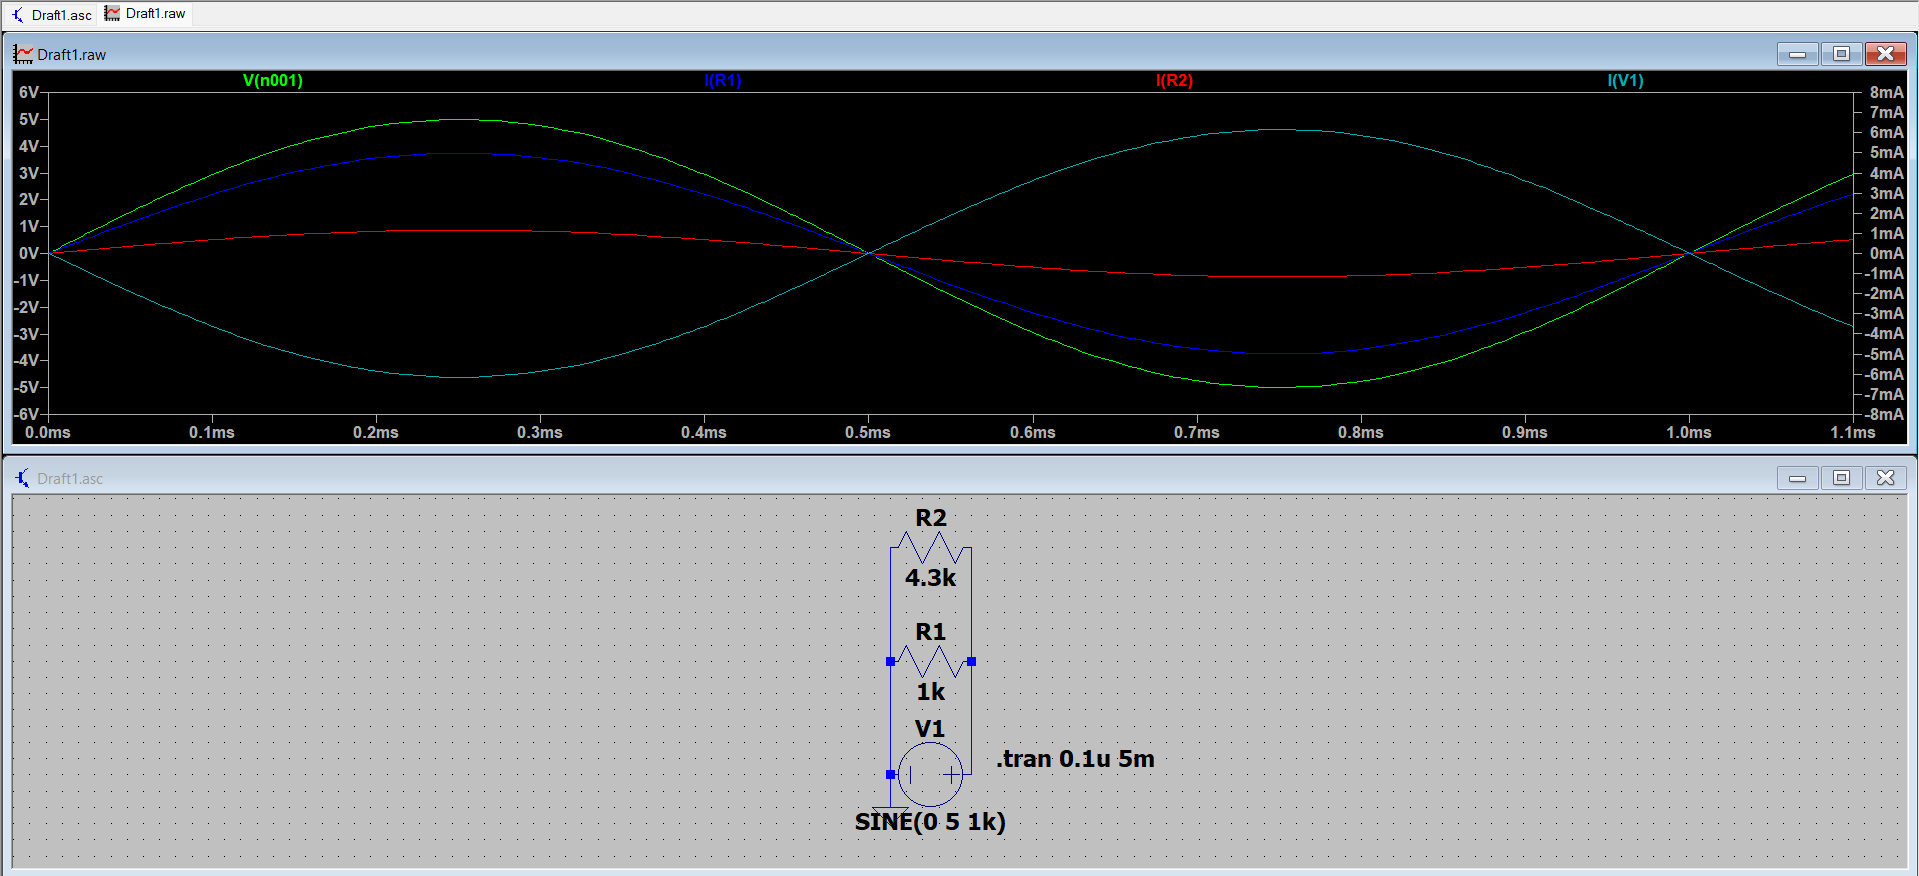 Draft1.asc Draft1.raw
Draft1.raw
V(n001) I(R1) I(R2) I(V1)
6V 8mA
7mA
5V 6mA
4V 5mA
3V 4mA
2V 3mA
2mA
1V 1mA
0V 0mA
-1V -1mA
-2V -2mA
-3V -3mA
-4V -4mA
-5mA
-5V -6mA
-7mA
-6V -8mA
0.0ms 0.1ms 0.2ms 0.3ms 0.4ms 0.5ms 0.6ms 0.7ms 0.8ms 0.9ms 1.0ms 1.1ms
Draft1.asc
R2
4.3k
R1
1k
V1
.tran 0.1u 5m
SINE(0 5 1k)